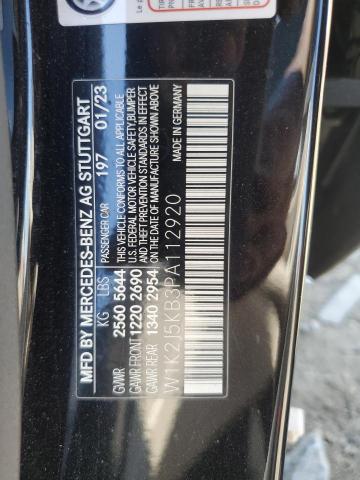 MFD BY MERCEDES-BENZ AG STUTTGART
PASSENGER CAR 197 01/23
KG LBS THIS VEHICLE CONFORMS TO ALL APPLICABLE
GVWR 2560 5644 U.S. FEDERAL MOTOR VEHICLE SAFETY, BUMPER
GAWR FRONT 1220 2690 AND THEFT PREVENTION STANDARDS IN EFFECT
GAWR REAR 1340 2954 ON THE DATE OF MANUFACTURE SHOWN ABOVE
MADE IN GERMANY
W1K2J5KB3PA112920